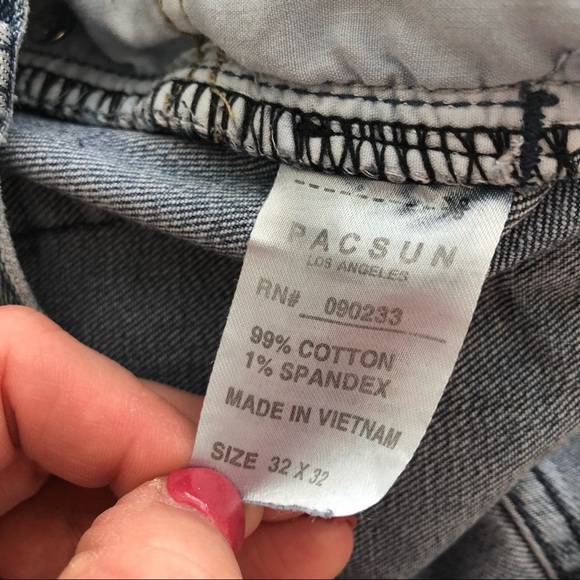 PACSUN
LOS ANGELES
RN# 090233
99% COTTON
1% SPANDEX
MADE IN VIETNAM
SIZE 32 X 32